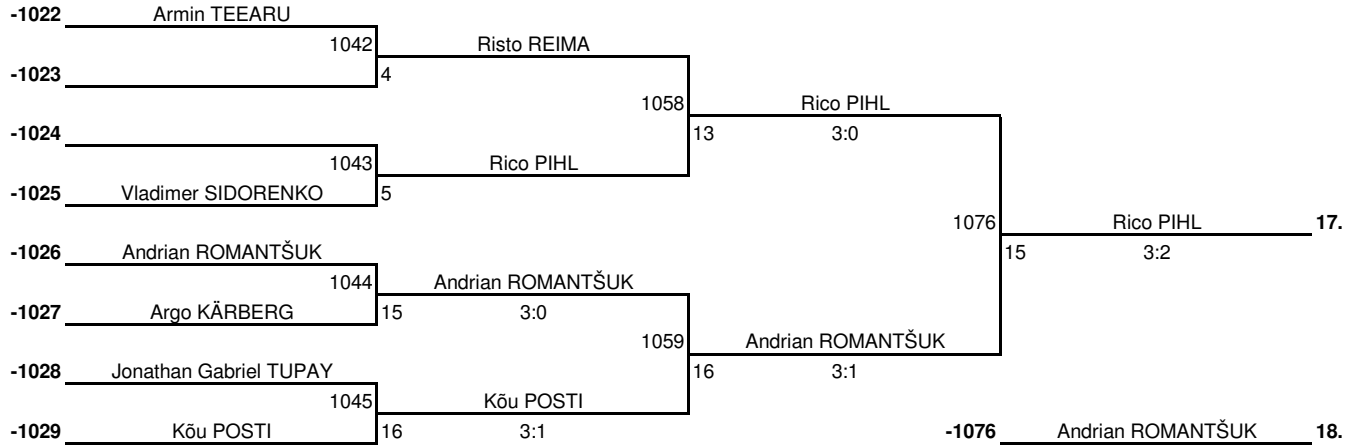 -1022 Armin TEEARU
1042 Risto REIMA
-1023 4
1058 Rico PIHL
-1024 13 3:0
1043 Rico PIHL
-1025 Vladimer SIDORENKO 5
1076 Rico PIHL 17.
-1026 Andrian ROMANTŠUK 15 3:2
1044 Andrian ROMANTŠUK
-1027 Argo KÄRBERG 15 3:0
1059 Andrian ROMANTŠUK
-1028 Jonathan Gabriel TUPAY 16 3:1
1045 Kõu POSTI
-1029 Kõu POSTI 16 3:1 -1076 Andrian ROMANTŠUK 18.